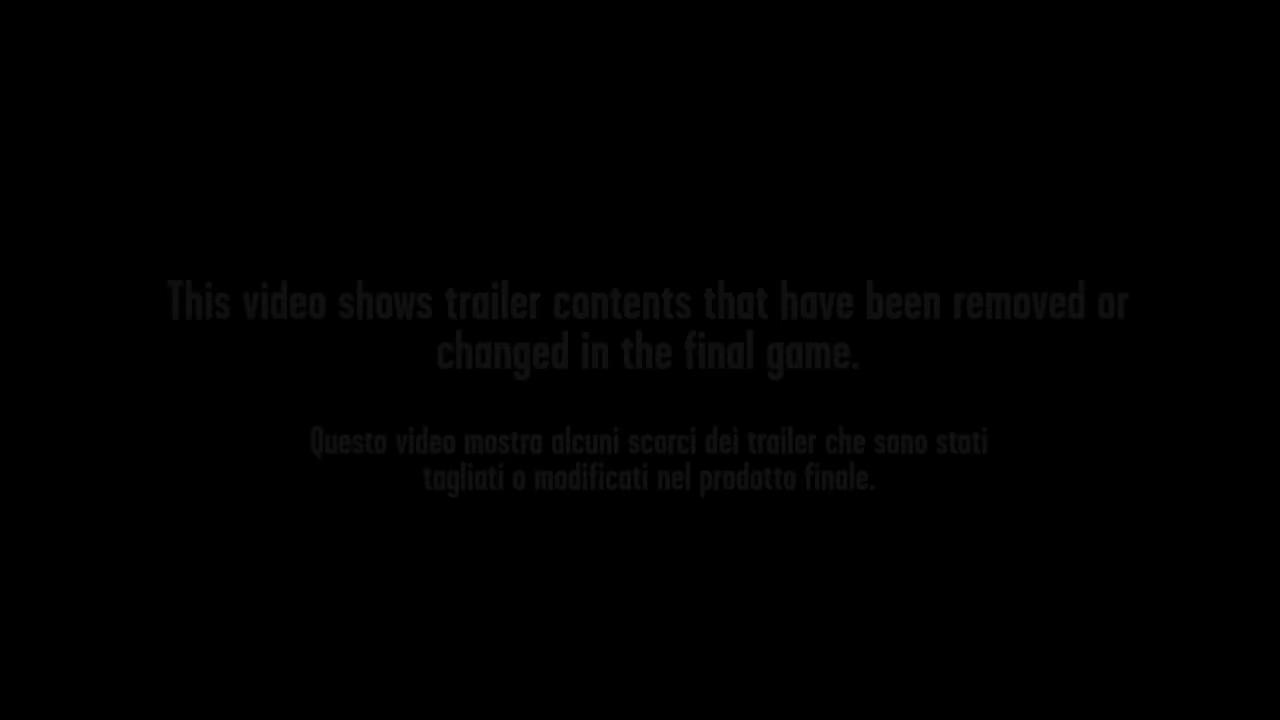 This video shows trailer contents that have been removed or
changed in the final game.
Questo video mostra alcuni scorci dei trailer che sono stati
tagliati o modificati nel prodotto finale.